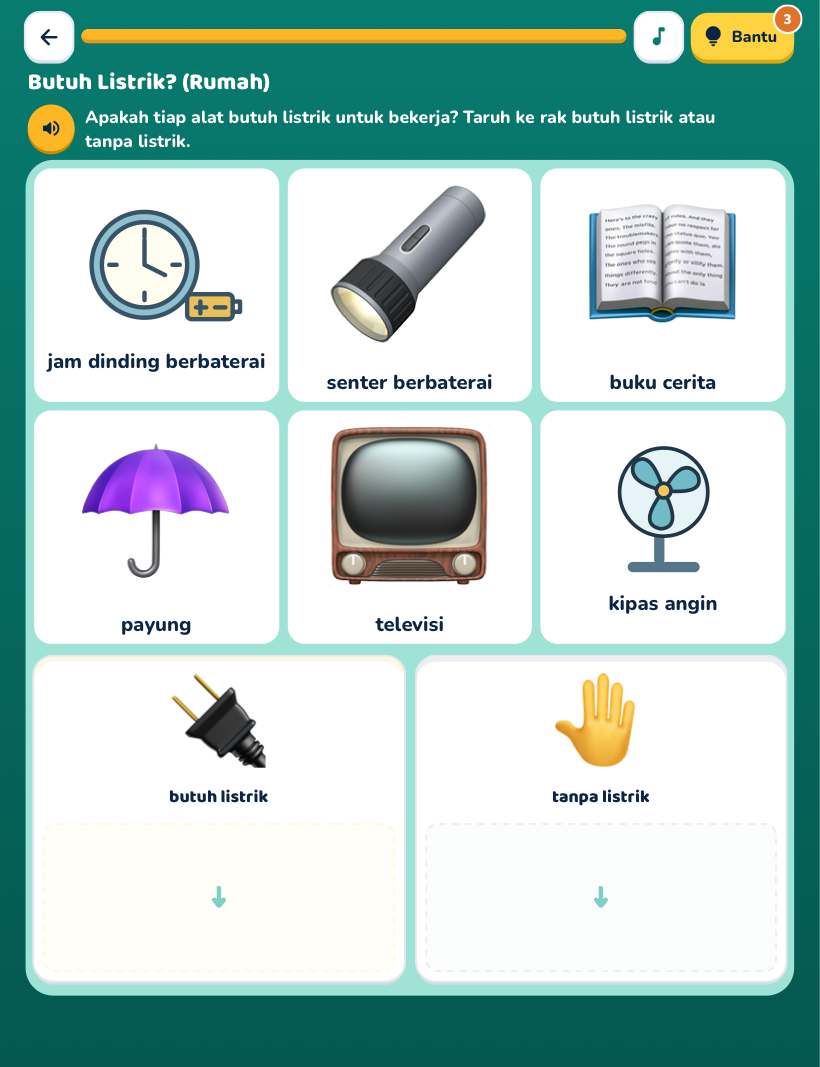 3
Bantu
Butuh Listrik? (Rumah)
Apakah tiap alat butuh listrik untuk bekerja? Taruh ke rak butuh listrik atau
tanpa listrik.
jam dinding berbaterai
senter berbaterai
buku cerita
payung
televisi
kipas angin
butuh listrik
tanpa listrik